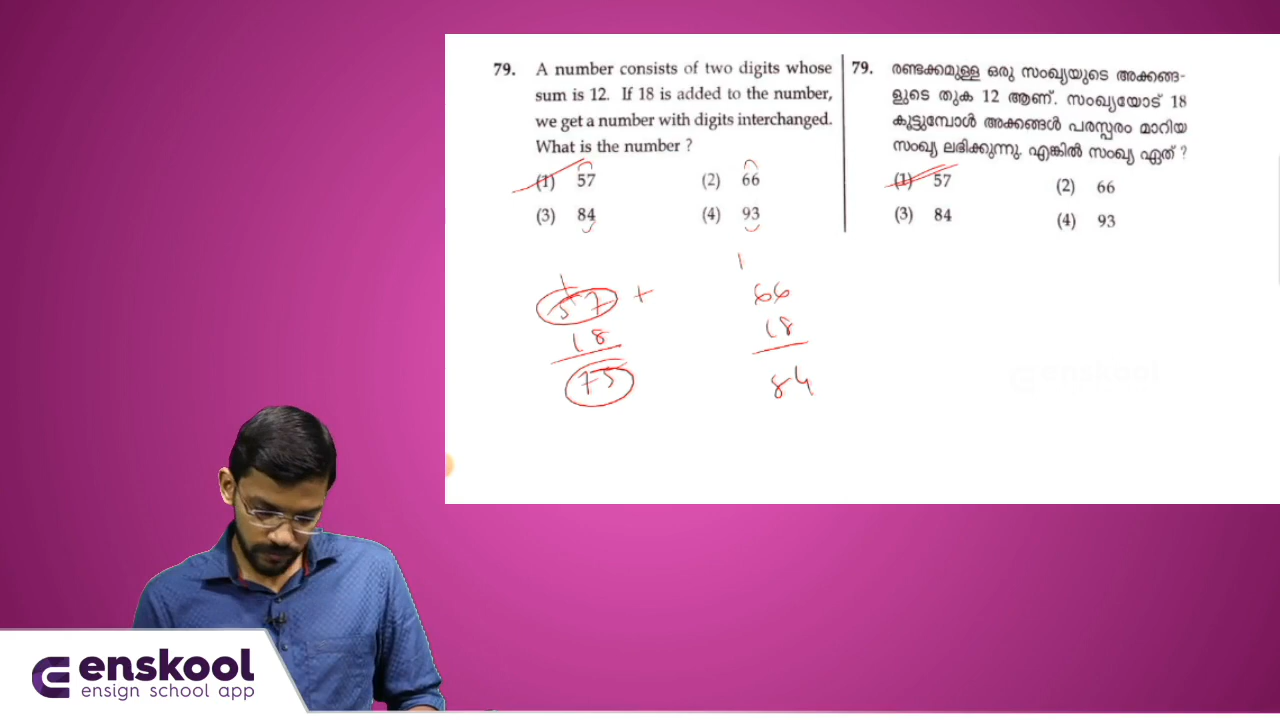 79. A number consists of two digits whose
sum is 12. If 18 is added to the number,
we get a number with digits interchanged.
What is the number ?
(1) 57 (2) 66
(3) 84 (4) 93
79. രണ്ടക്കമുള്ള ഒരു സംഖ്യയുടെ അക്കങ്ങ-
ളുടെ തുക 12 ആണ്. സംഖ്യയോട് 18
കൂട്ടുമ്പോൾ അക്കങ്ങൾ പരസ്പരം മാറിയ
സംഖ്യ ലഭിക്കുന്നു. എങ്കിൽ സംഖ്യ ഏത് ?
(1) 57 (2) 66
(3) 84 (4) 93
1
57 +
18
75
1
66
18
84
enskool
enskool
ensign school app